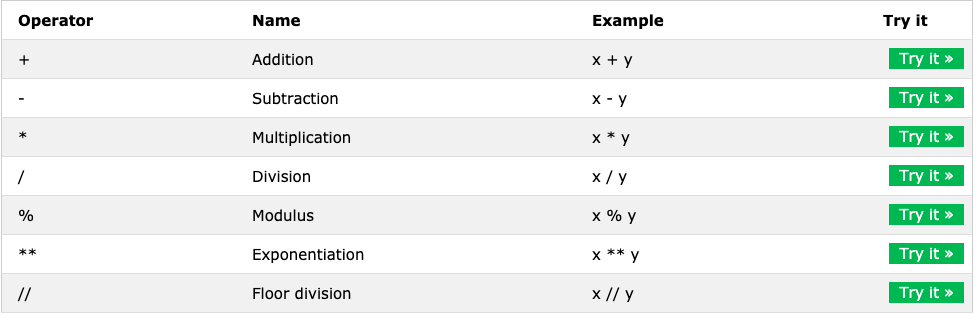 Operator Name Example Try it
+ Addition x + y Try it »
- Subtraction x - y Try it »
* Multiplication x * y Try it »
/ Division x / y Try it »
% Modulus x % y Try it »
** Exponentiation x ** y Try it »
// Floor division x // y Try it »